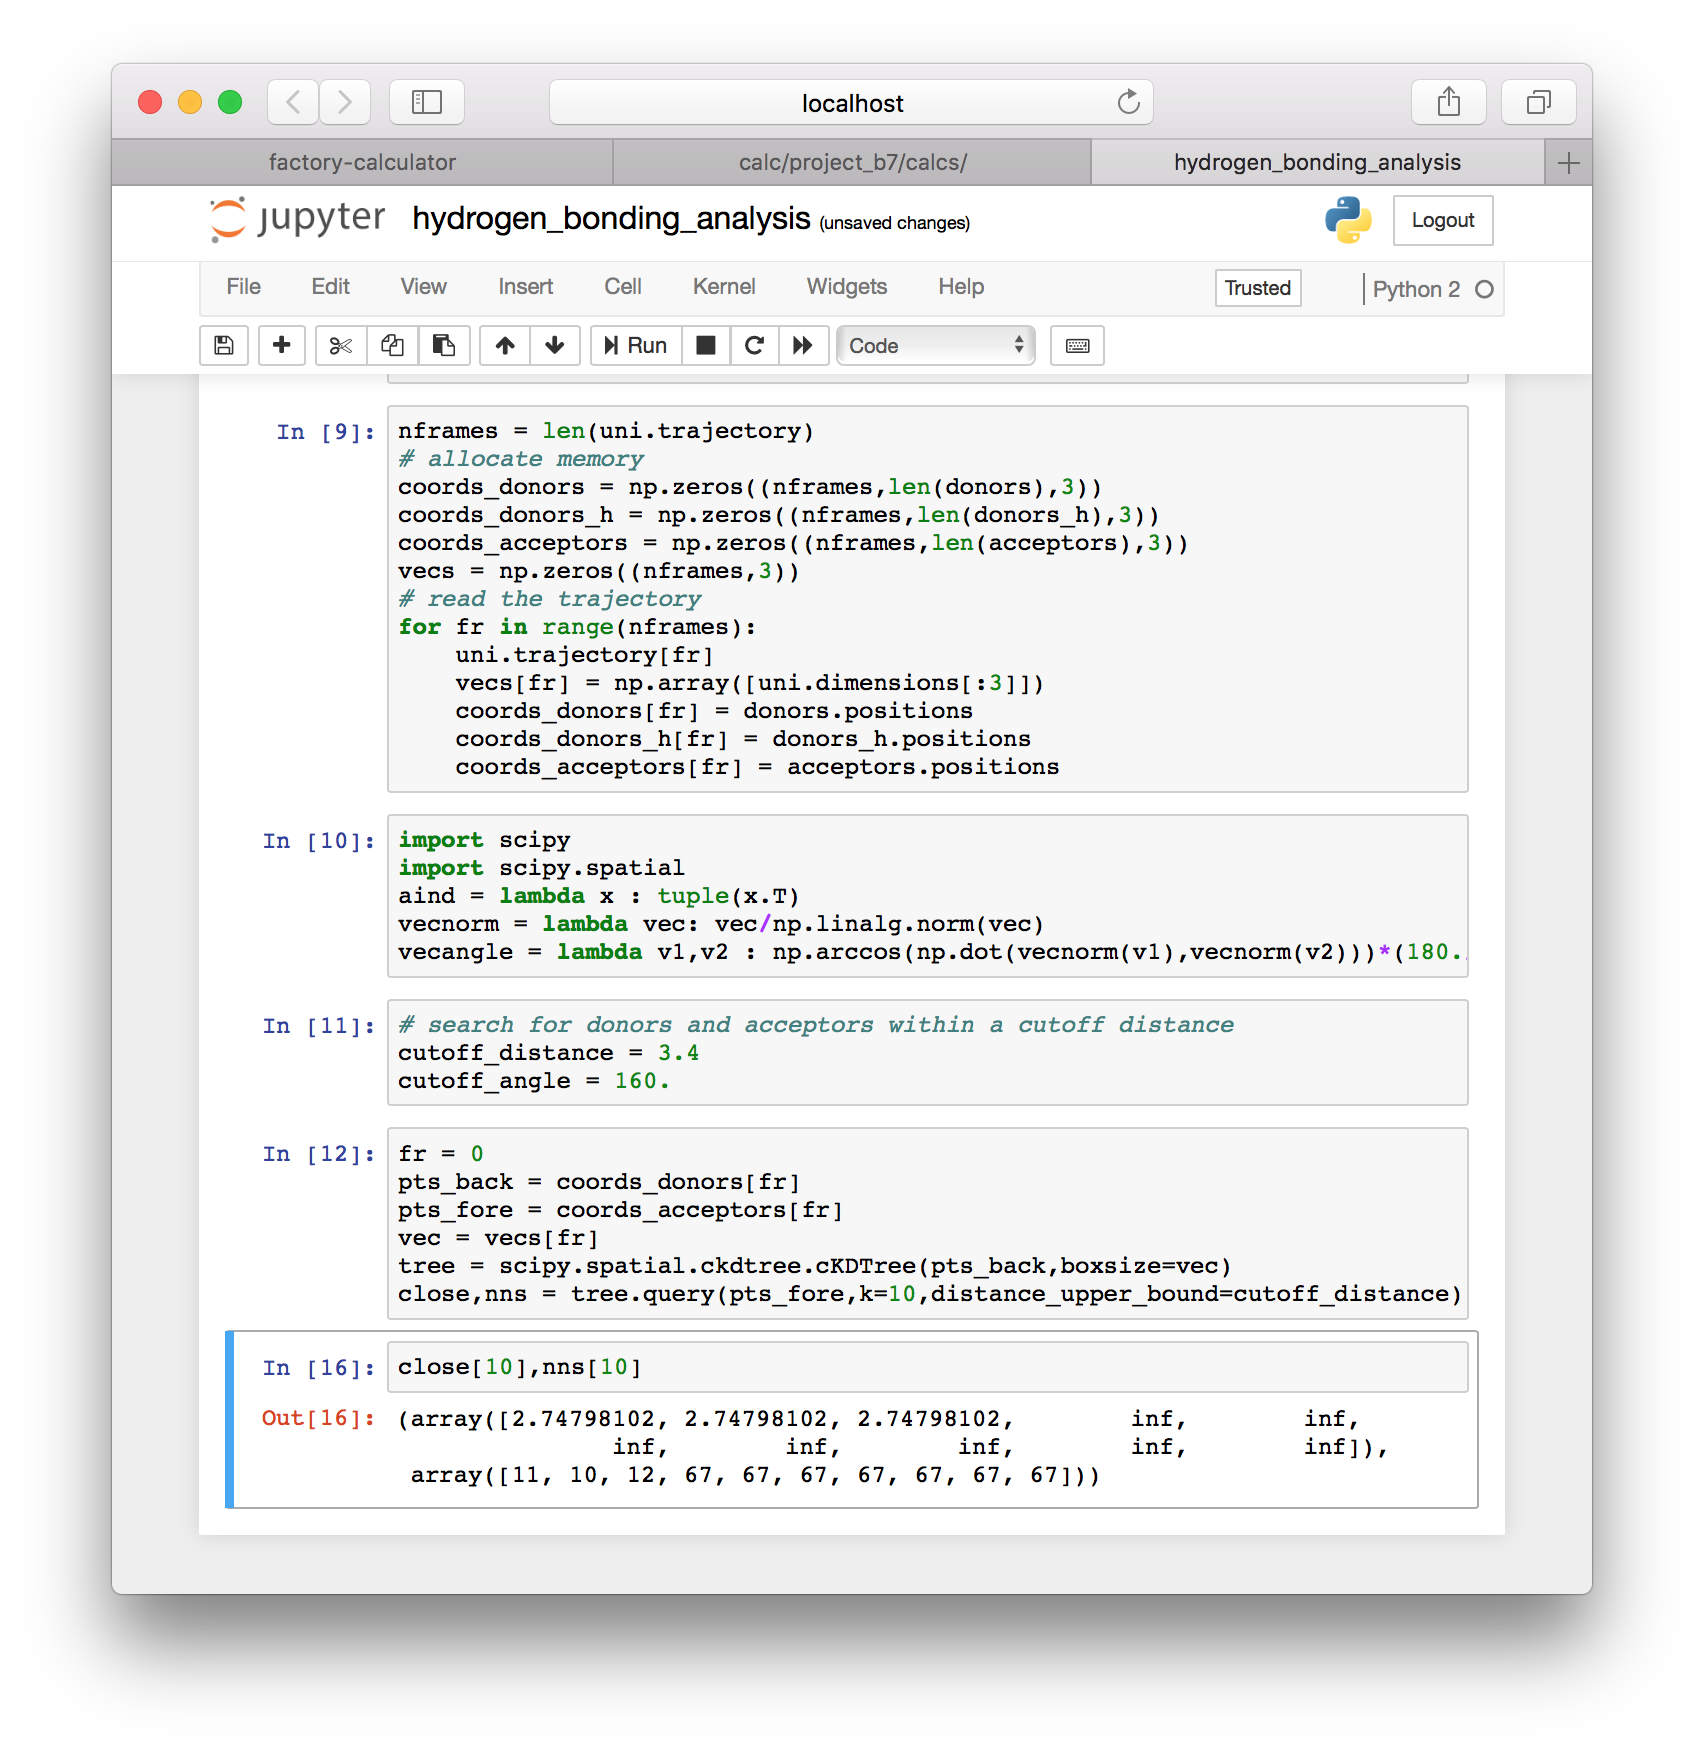 localhost
factory-calculator
calc/project_b7/calcs/
hydrogen_bonding_analysis
jupyter hydrogen_bonding_analysis (unsaved changes)
Logout
File Edit View Insert Cell Kernel Widgets Help
Trusted
Python 2
Run
Code
In [9]:
nframes = len(uni.trajectory)
# allocate memory
coords_donors = np.zeros((nframes,len(donors),3))
coords_donors_h = np.zeros((nframes,len(donors_h),3))
coords_acceptors = np.zeros((nframes,len(acceptors),3))
vecs = np.zeros((nframes,3))
# read the trajectory
for fr in range(nframes):
    uni.trajectory[fr]
    vecs[fr] = np.array([uni.dimensions[:3]])
    coords_donors[fr] = donors.positions
    coords_donors_h[fr] = donors_h.positions
    coords_acceptors[fr] = acceptors.positions
In [10]:
import scipy
import scipy.spatial
aind = lambda x : tuple(x.T)
vecnorm = lambda vec: vec/np.linalg.norm(vec)
vecangle = lambda v1,v2 : np.arccos(np.dot(vecnorm(v1),vecnorm(v2)))*(180.
In [11]:
# search for donors and acceptors within a cutoff distance
cutoff_distance = 3.4
cutoff_angle = 160.
In [12]:
fr = 0
pts_back = coords_donors[fr]
pts_fore = coords_acceptors[fr]
vec = vecs[fr]
tree = scipy.spatial.ckdtree.cKDTree(pts_back,boxsize=vec)
close,nns = tree.query(pts_fore,k=10,distance_upper_bound=cutoff_distance)
In [16]:
close[10],nns[10]
Out[16]:
(array([2.74798102, 2.74798102, 2.74798102,        inf,        inf,
               inf,        inf,        inf,        inf,        inf]),
 array([11, 10, 12, 67, 67, 67, 67, 67, 67, 67]))